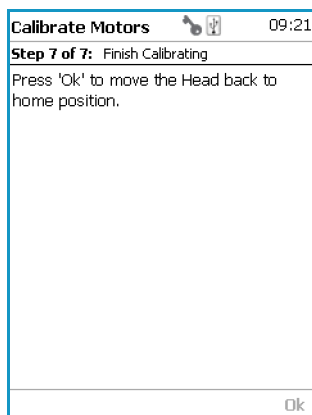 Calibrate Motors 09:21
Step 7 of 7: Finish Calibrating
Press 'Ok' to move the Head back to
home position.
Ok